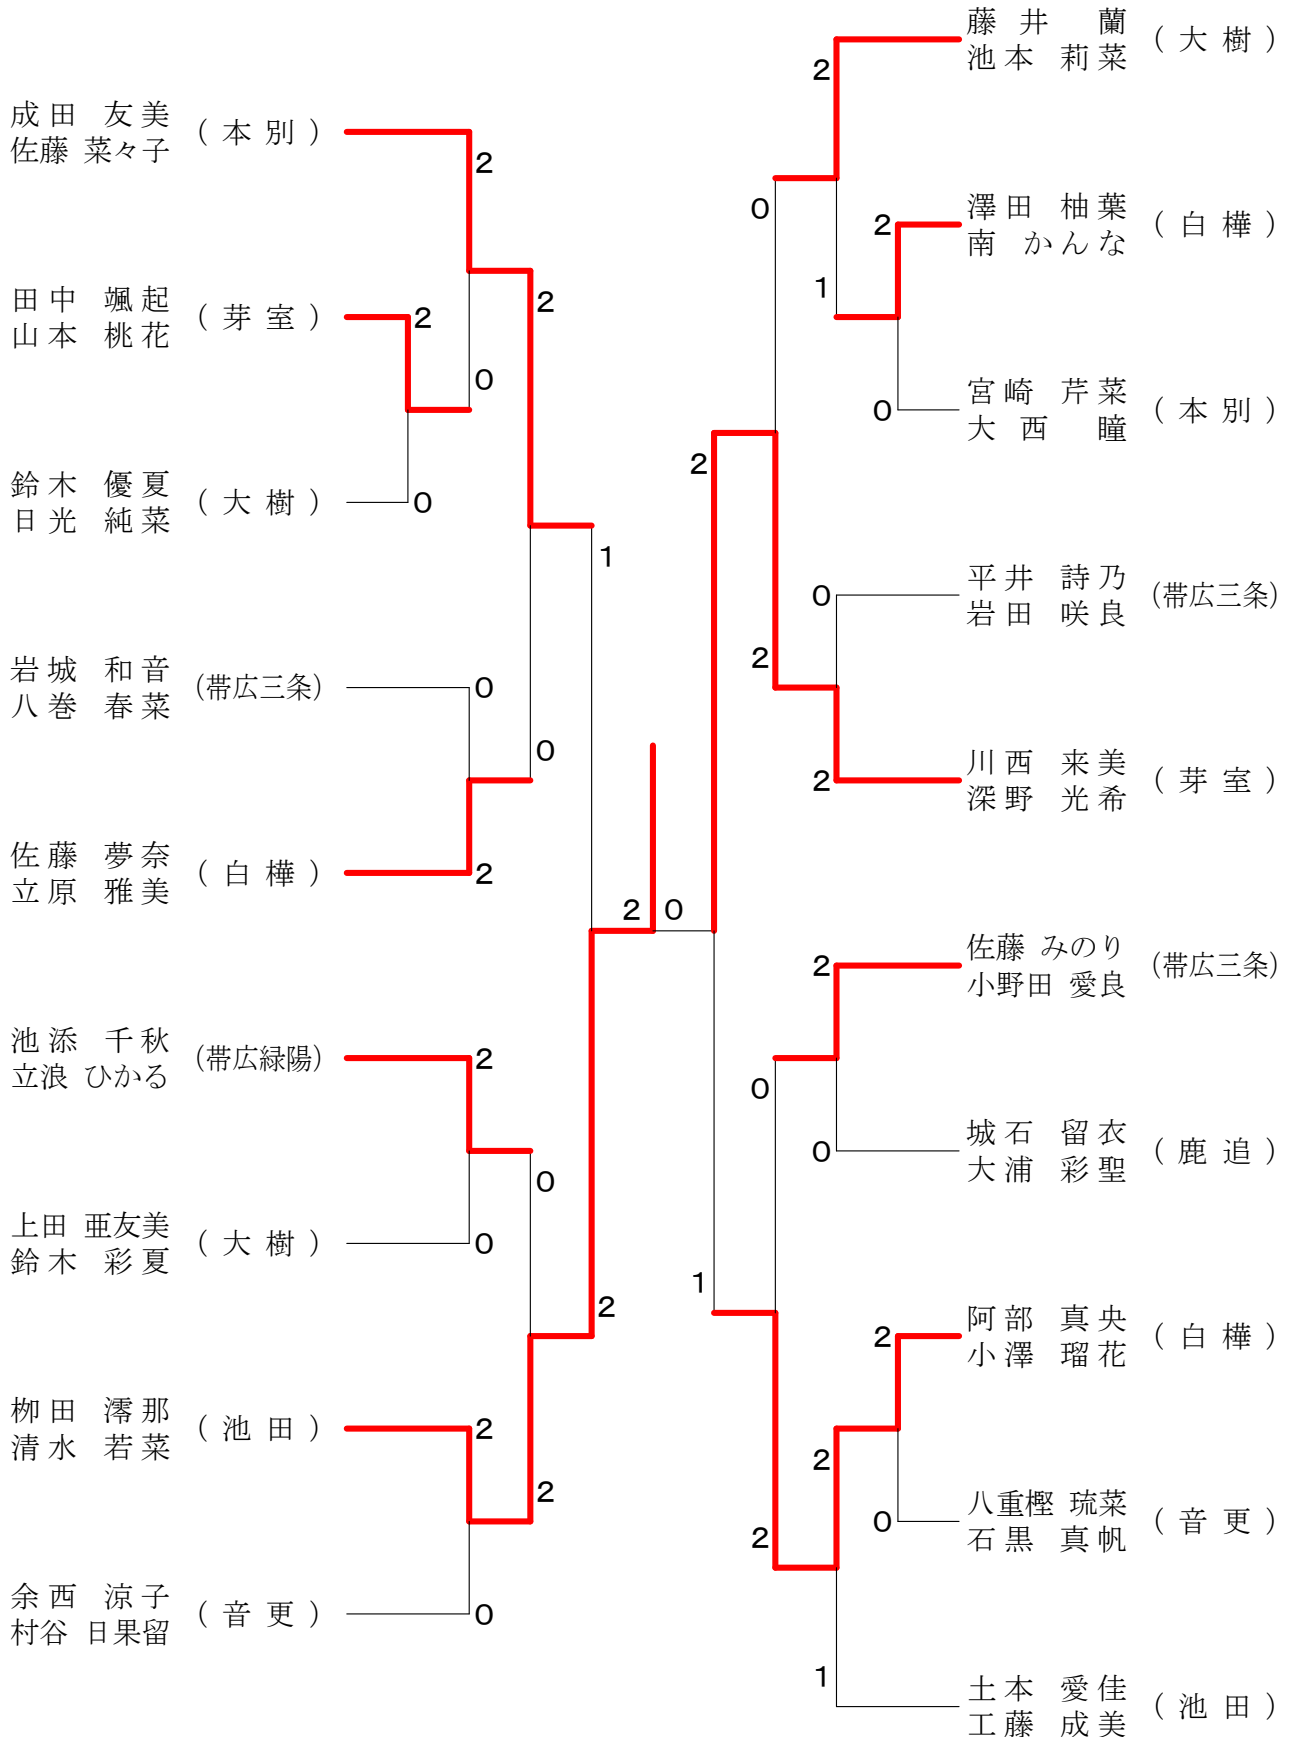 成田 友美
佐藤 菜々子
(本別)
2
田中 颯起
山本 桃花
(芽室)
2
0
2
鈴木 優夏
日光 純菜
(大樹)
0
1
岩城 和音
八巻 春菜
(帯広三条)
0
0
佐藤 夢奈
立原 雅美
(白樺)
2
2
0
池添 千秋
立浪 ひかる
(帯広緑陽)
2
0
上田 亜友美
鈴木 彩夏
(大樹)
0
2
栁田 澪那
清水 若菜
(池田)
2
2
余西 涼子
村谷 日果留
(音更)
0
藤井 蘭
池本 莉菜
(大樹)
2
0
澤田 柚葉
南 かんな
(白樺)
2
1
宮崎 芹菜
大西 瞳
(本別)
0
2
平井 詩乃
岩田 咲良
(帯広三条)
0
2
川西 来美
深野 光希
(芽室)
2
佐藤 みのり
小野田 愛良
(帯広三条)
2
0
城石 留衣
大浦 彩聖
(鹿追)
0
1
阿部 真央
小澤 瑠花
(白樺)
2
2
八重樫 琉菜
石黒 真帆
(音更)
0
2
土本 愛佳
工藤 成美
(池田)
1